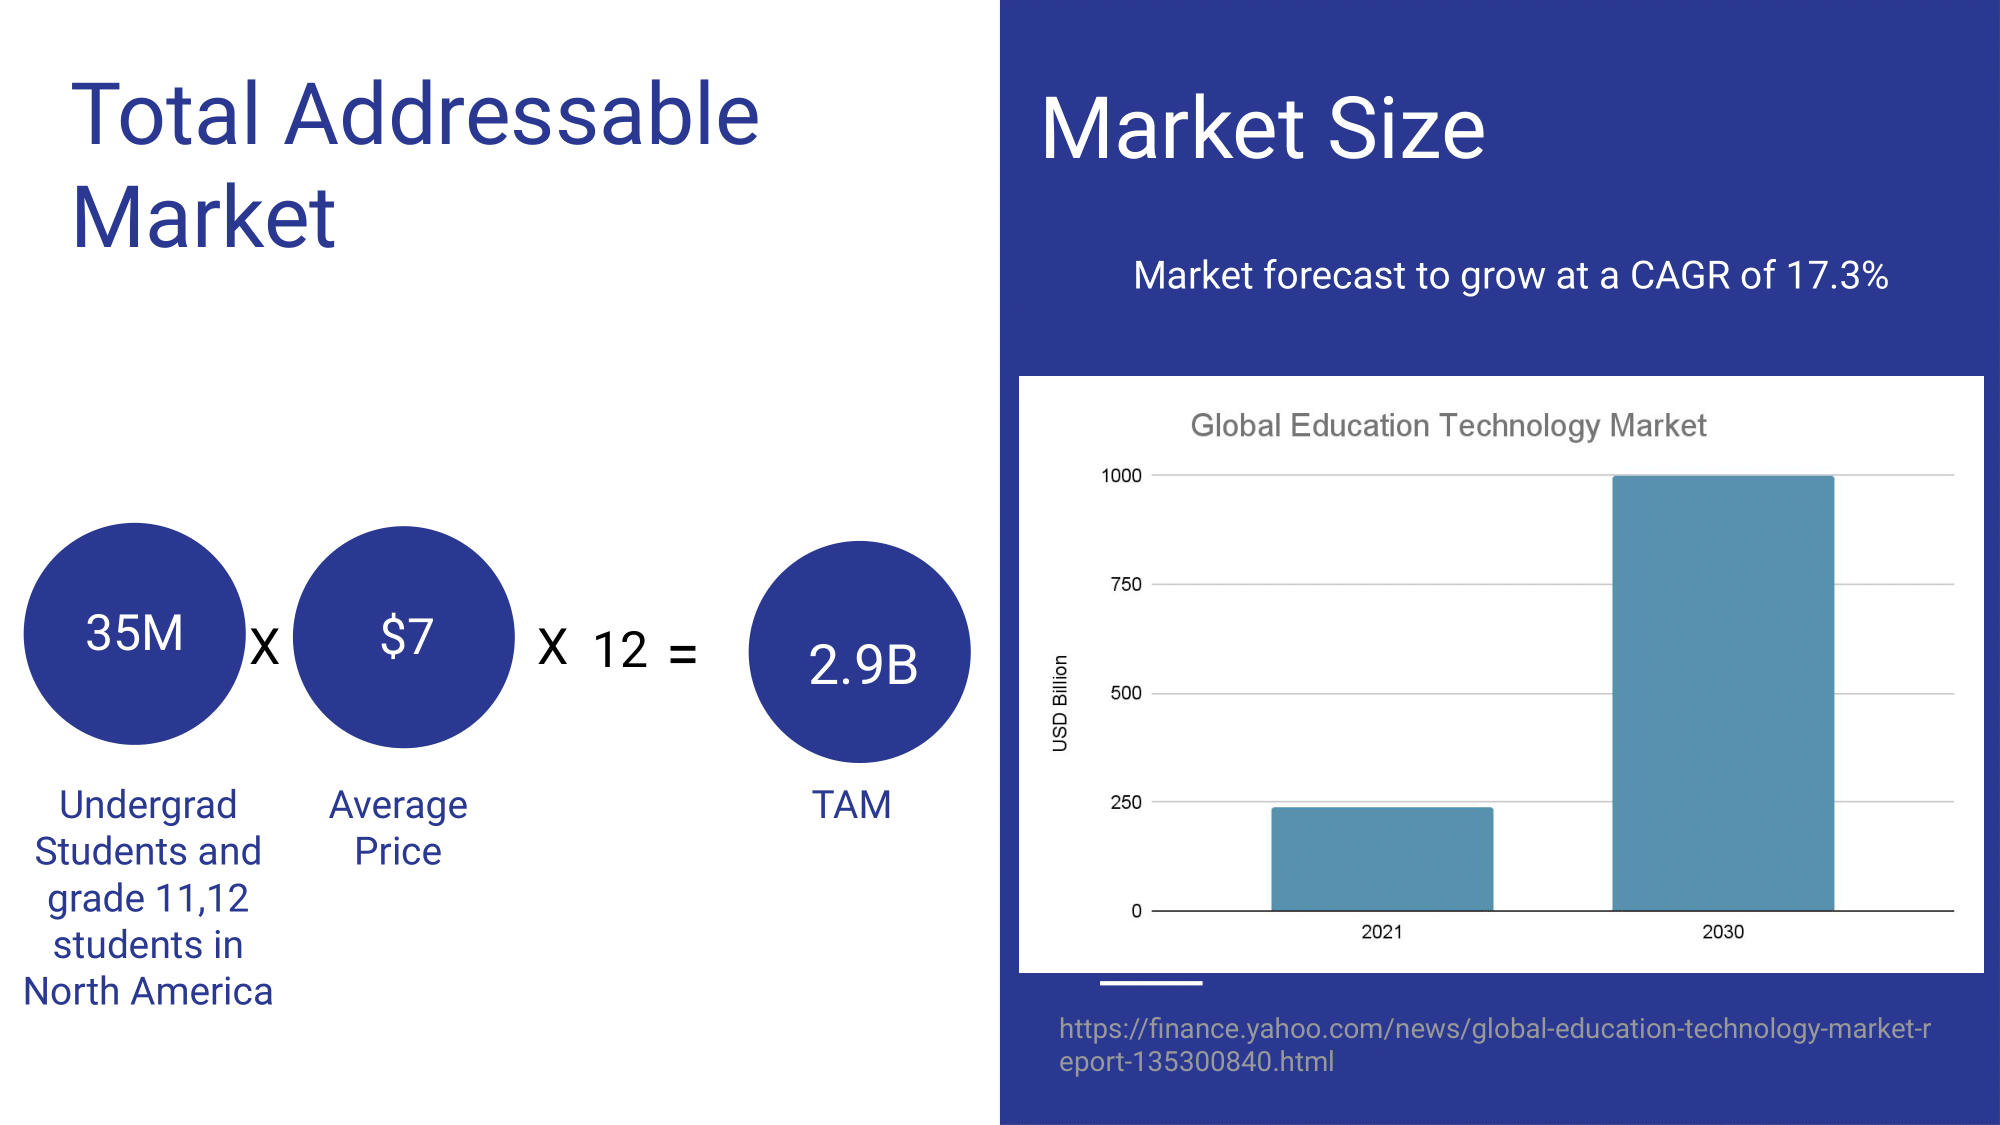 Total Addressable
Market
35M
X
$7
X 12 =
2.9B
Undergrad
Students and
grade 11,12
students in
North America
Average
Price
TAM
Market Size
Market forecast to grow at a CAGR of 17.3%
Global Education Technology Market
USD Billion
1000
750
500
250
0
2021
2030
https://finance.yahoo.com/news/global-education-technology-market-r
eport-135300840.html